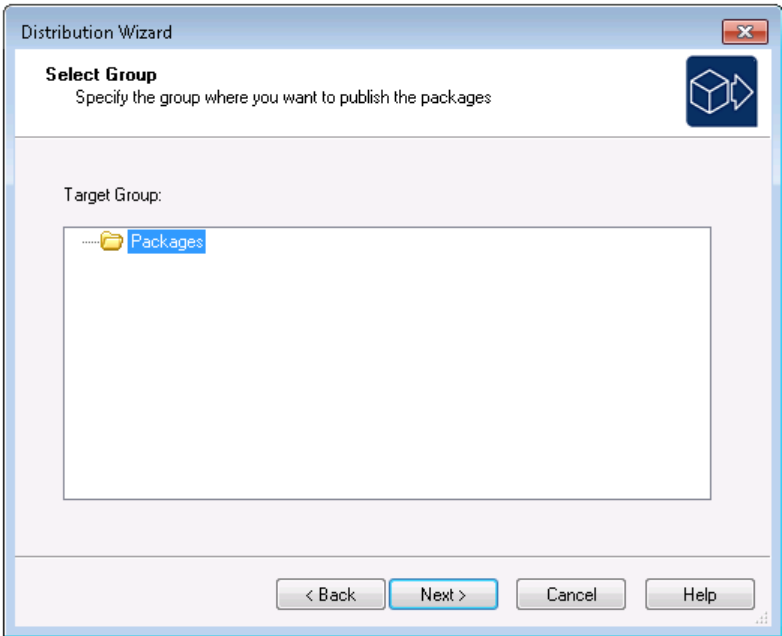 Distribution Wizard
Select Group
Specify the group where you want to publish the packages
Target Group:
Packages
< Back Next > Cancel Help